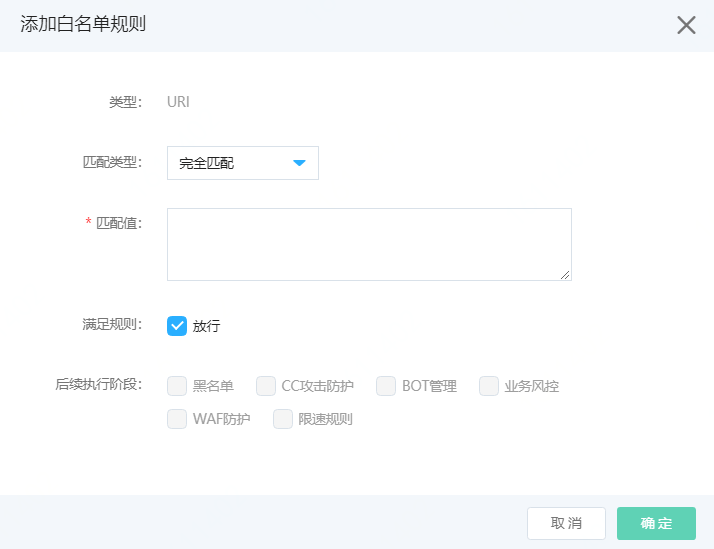 添加白名单规则
类型： URI
匹配类型： 完全匹配
* 匹配值：
满足规则： 放行
后续执行阶段： 黑名单 CC攻击防护 BOT管理 业务风控
WAF防护 限速规则
取消 确定